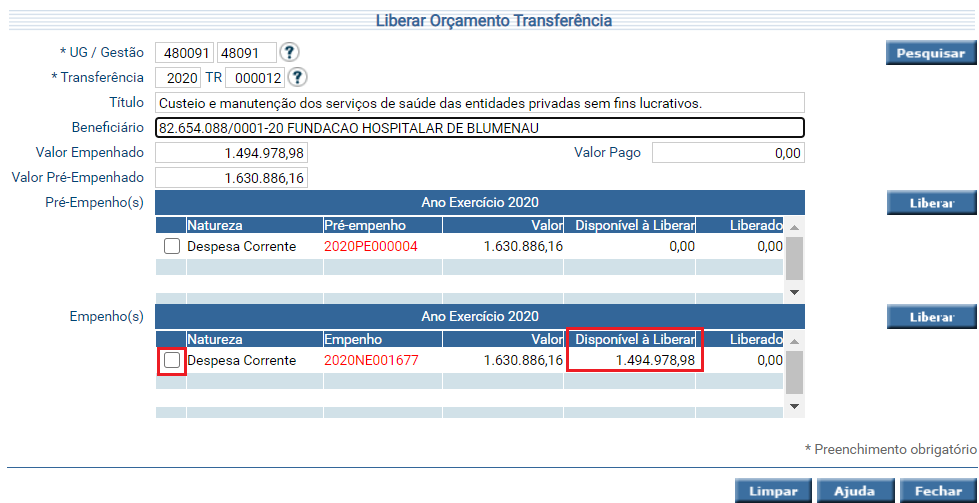 Liberar Orçamento Transferência
* UG / Gestão 480091 48091 ? Pesquisar
* Transferência 2020 TR 000012 ?
Título Custeio e manutenção dos serviços de saúde das entidades privadas sem fins lucrativos.
Beneficiário 82.654.088/0001-20 FUNDACAO HOSPITALAR DE BLUMENAU
Valor Empenhado 1.494.978,98 Valor Pago 0,00
Valor Pré-Empenhado 1.630.886,16
Pré-Empenho(s) Ano Exercício 2020 Liberar
Natureza Pré-empenho Valor Disponível à Liberar Liberado
Despesa Corrente 2020PE000004 1.630.886,16 0,00 0,00
Empenho(s) Ano Exercício 2020 Liberar
Natureza Empenho Valor Disponível à Liberar Liberado
Despesa Corrente 2020NE001677 1.630.886,16 1.494.978,98 0,00
* Preenchimento obrigatório
Limpar Ajuda Fechar